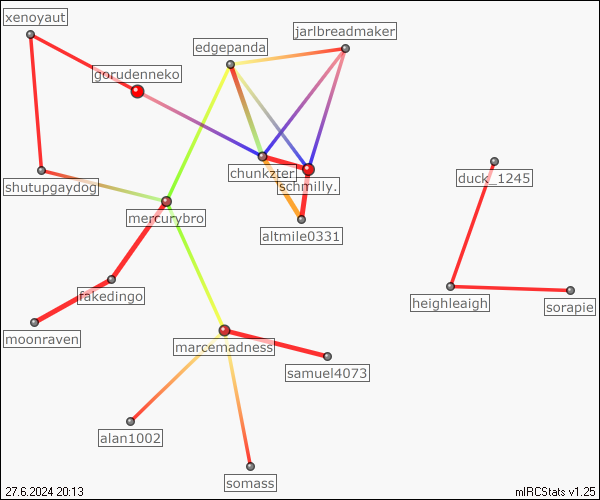 xenoyaut
jarlbreadmaker
edgepanda
gorudenneko
chunkzter
duck_1245
shutupgaydog
schmilly.
mercurybro
altmile0331
fakedingo
heighleaigh
sorapie
moonraven
marcemadness
samuel4073
alan1002
somass
27.6.2024 20:13
mIRCStats v1.25